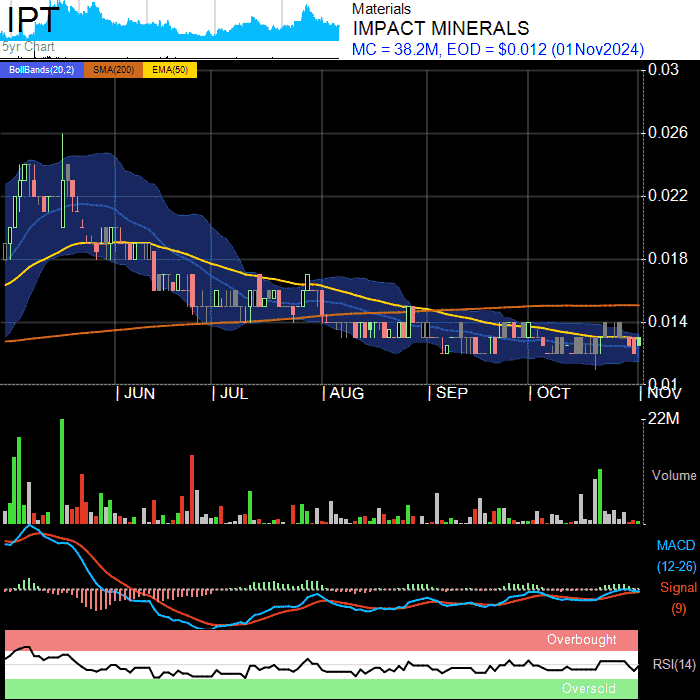 IPT
5yr Chart
Materials
IMPACT MINERALS
MC = 38.2M, EOD = $0.012 (01Nov2024)
BollBands(20,2) SMA(200) EMA(50)
0.03
0.026
0.022
0.018
0.014
0.01
JUN JUL AUG SEP OCT NOV
22M
Volume
MACD
(12-26)
Signal
(9)
Overbought
RSI(14)
Oversold